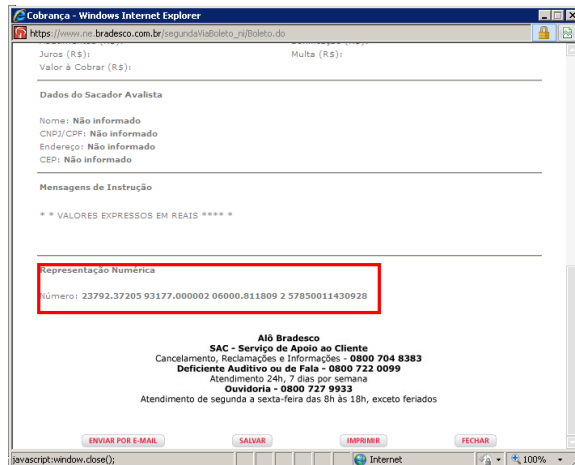 Cobrança - Windows Internet Explorer
https://www.ne.bradesco.com.br/segundaViaBoleto_ni/Boleto.do
Juros (R$): Multa (R$):
Valor à Cobrar (R$):
Dados do Sacador Avalista
Nome: Não informado
CNPJ/CPF: Não informado
Endereço: Não informado
CEP: Não informado
Mensagens de Instrução
* * VALORES EXPRESSOS EM REAIS **** *
Representação Numérica
Número: 23792.37205 93177.000002 06000.811809 2 57850011430928
Alô Bradesco
SAC - Serviço de Apoio ao Cliente
Cancelamento, Reclamações e Informações - 0800 704 8383
Deficiente Auditivo ou de Fala - 0800 722 0099
Atendimento 24h, 7 dias por semana
Ouvidoria - 0800 727 9933
Atendimento de segunda a sexta-feira das 8h às 18h, exceto feriados
ENVIAR POR E-MAIL SALVAR IMPRIMIR FECHAR
javascript:window.close(); Internet 100%